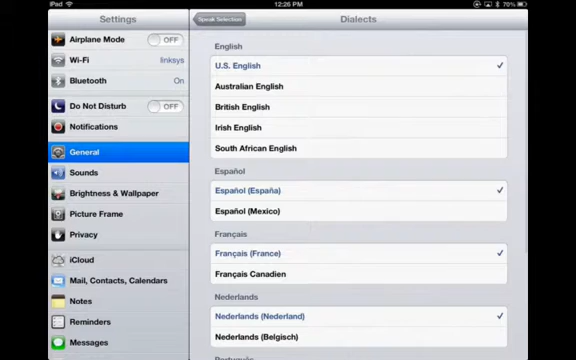 iPad
12:26 PM
70%
Settings
Airplane Mode OFF
Wi-Fi linksys
Bluetooth On
Do Not Disturb OFF
Notifications
General
Sounds
Brightness & Wallpaper
Picture Frame
Privacy
iCloud
Mail, Contacts, Calendars
Notes
Reminders
Messages
Speak Selection
Dialects
English
U.S. English
Australian English
British English
Irish English
South African English
Español
Español (España)
Español (Mexico)
Français
Français (France)
Français Canadien
Nederlands
Nederlands (Nederland)
Nederlands (Belgisch)